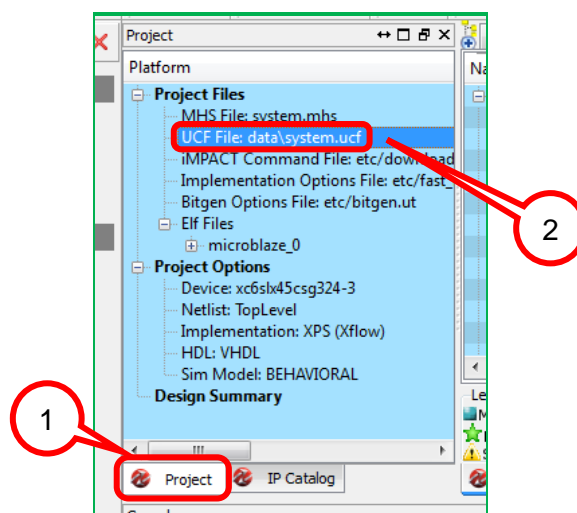 Project
Platform
Project Files
MHS File: system.mhs
UCF File: data\system.ucf
iMPACT Command File: etc/download
Implementation Options File: etc/fast_
Bitgen Options File: etc/bitgen.ut
Elf Files
microblaze_0
Project Options
Device: xc6slx45csg324-3
Netlist: TopLevel
Implementation: XPS (Xflow)
HDL: VHDL
Sim Model: BEHAVIORAL
Design Summary
1
2
Project
IP Catalog
Na
Le
M